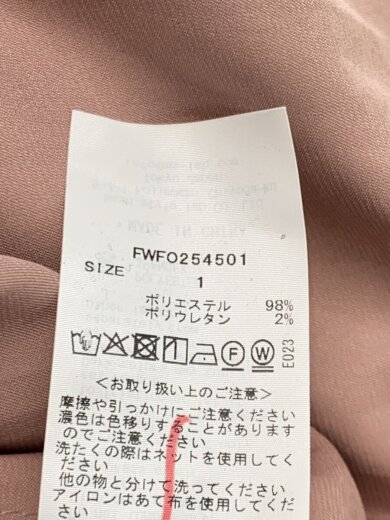 FWF0254501
SIZE
1
ポリエステル 98%
ポリウレタン 2%
F W E023
<お取り扱い上のご注意>
摩擦や引っかけにご注意ください
濃色は色移りすることがあります
のでご注意ください
洗たくの際はネットを使用してく
ださい
他の物と分けて洗ってください
アイロンはあて布を使用してくだ
さい